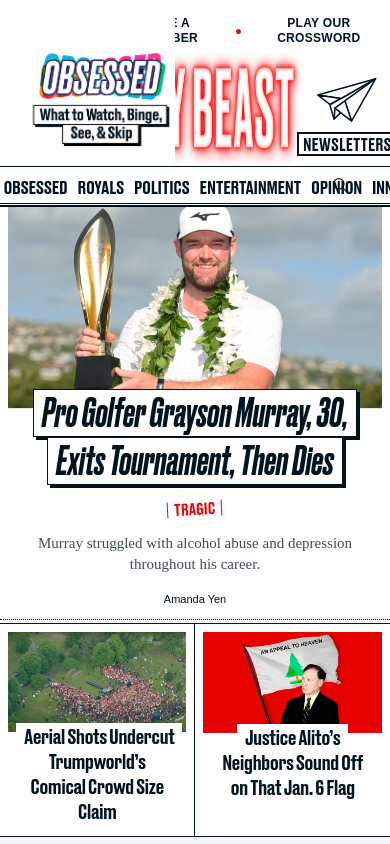 E A
BER
PLAY OUR
CROSSWORD
OBSESSED
What to Watch, Binge,
See, & Skip
Y BEAST
NEWSLETTERS
OBSESSED ROYALS POLITICS ENTERTAINMENT OPINION INN
Pro Golfer Grayson Murray, 30,
Exits Tournament, Then Dies
TRAGIC
Murray struggled with alcohol abuse and depression
throughout his career.
Amanda Yen
AN APPEAL TO HEAVEN
Aerial Shots Undercut
Trumpworld's
Comical Crowd Size
Claim
Justice Alito's
Neighbors Sound Off
on That Jan. 6 Flag